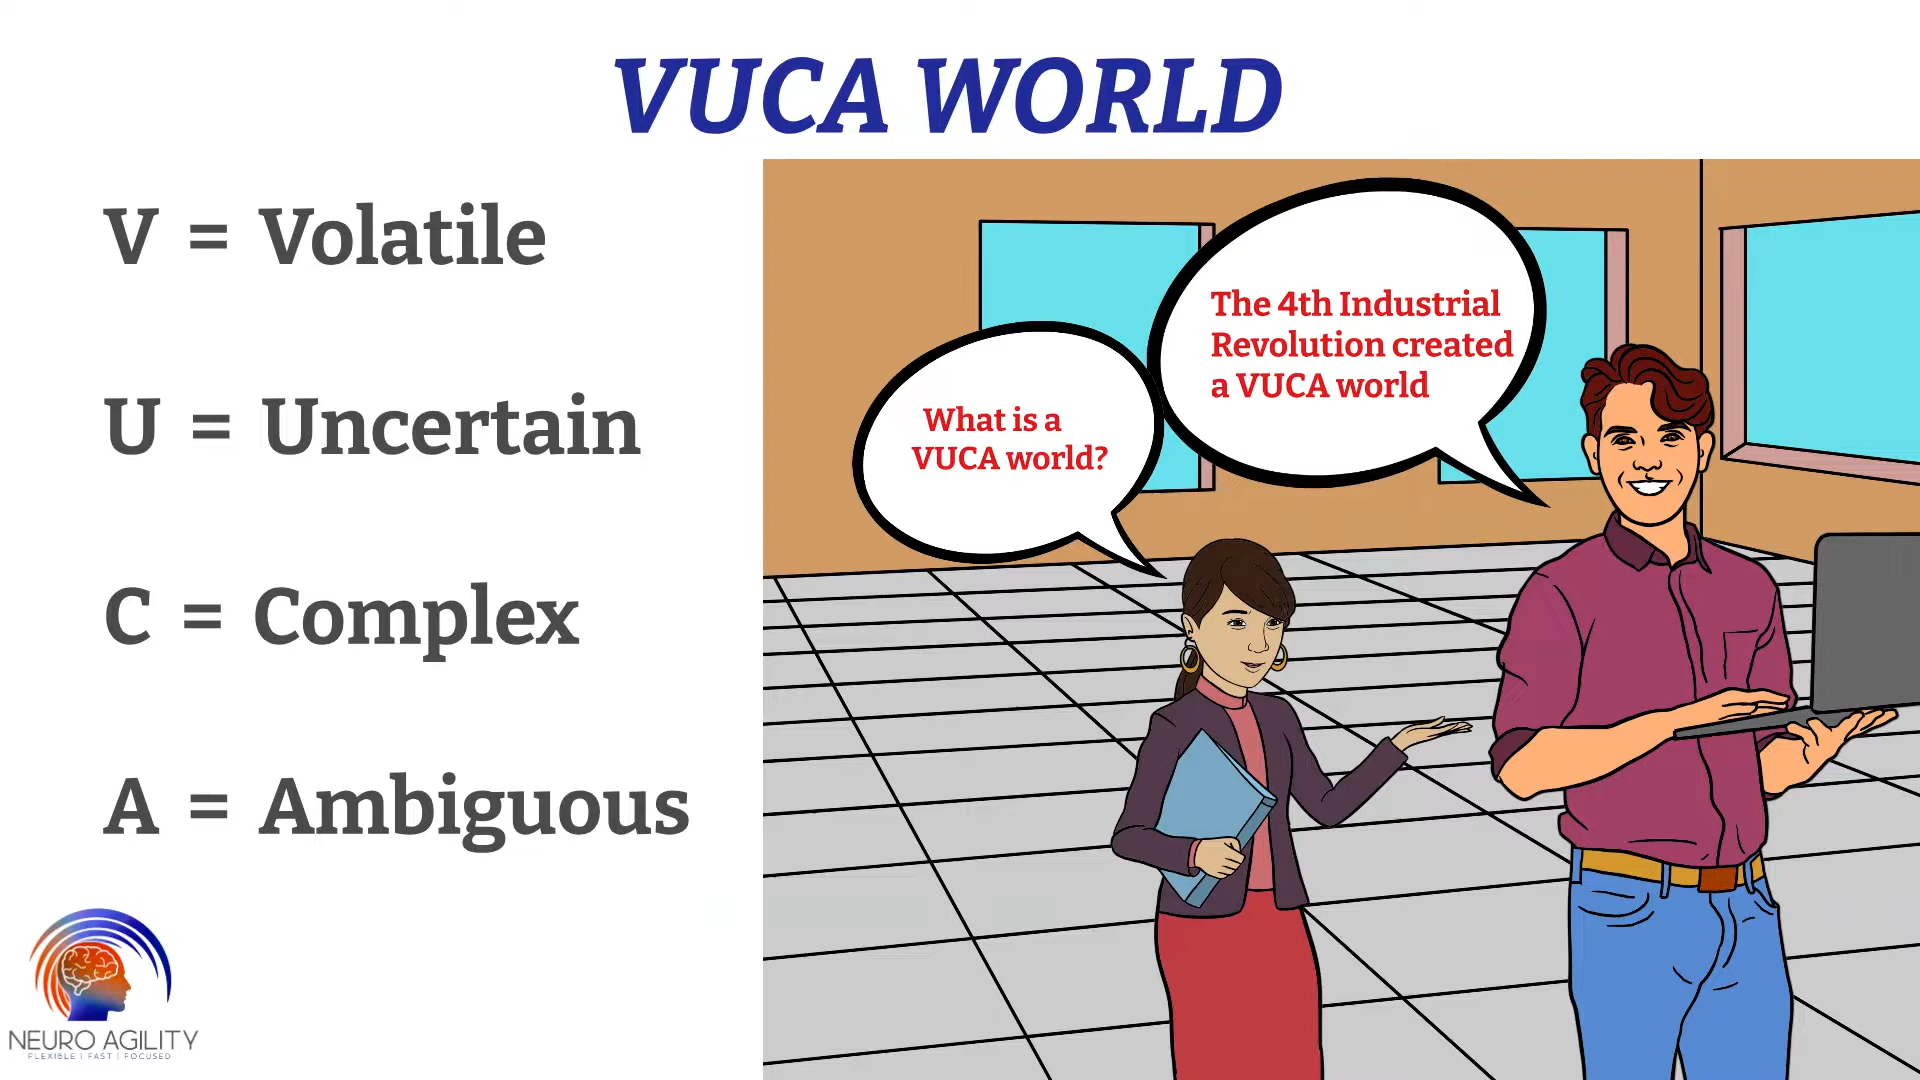 VUCA WORLD
V = Volatile
U = Uncertain
C = Complex
A = Ambiguous
What is a
VUCA world?
The 4th Industrial
Revolution created
a VUCA world
NEURO AGILITY
FLEXIBLE | FAST | FOCUSED